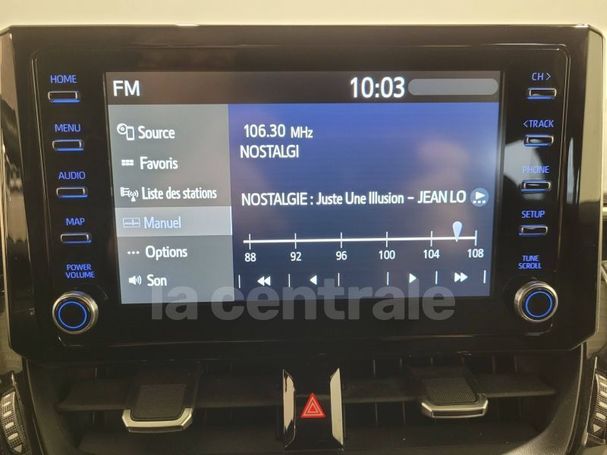 HOME
MENU
AUDIO
MAP
POWER
VOLUME
FM
10:03
Source
Favoris
Liste des stations
Manuel
Options
Son
106.30 MHz
NOSTALGI
NOSTALGIE : Juste Une Illusion - JEAN LO
88 92 96 100 104 108
CH >
< TRACK
PHONE
SETUP
TUNE
SCROLL
la centrale